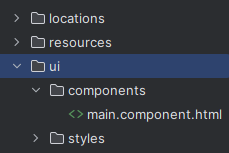 locations
resources
ui
components
main.component.html
styles